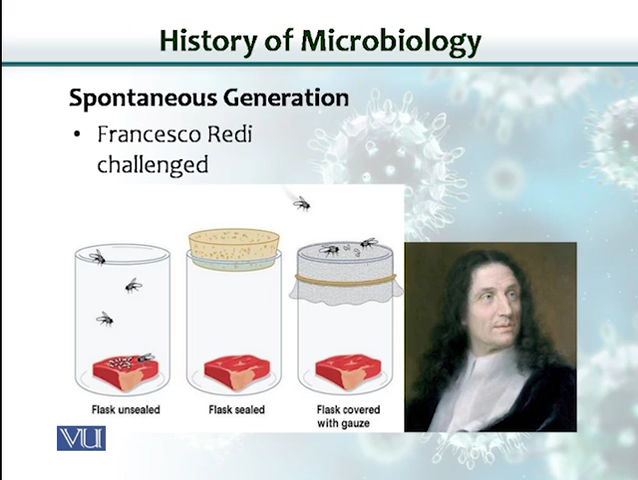 History of Microbiology
Spontaneous Generation
• Francesco Redi
challenged
Flask unsealed
Flask sealed
Flask covered
with gauze
VU